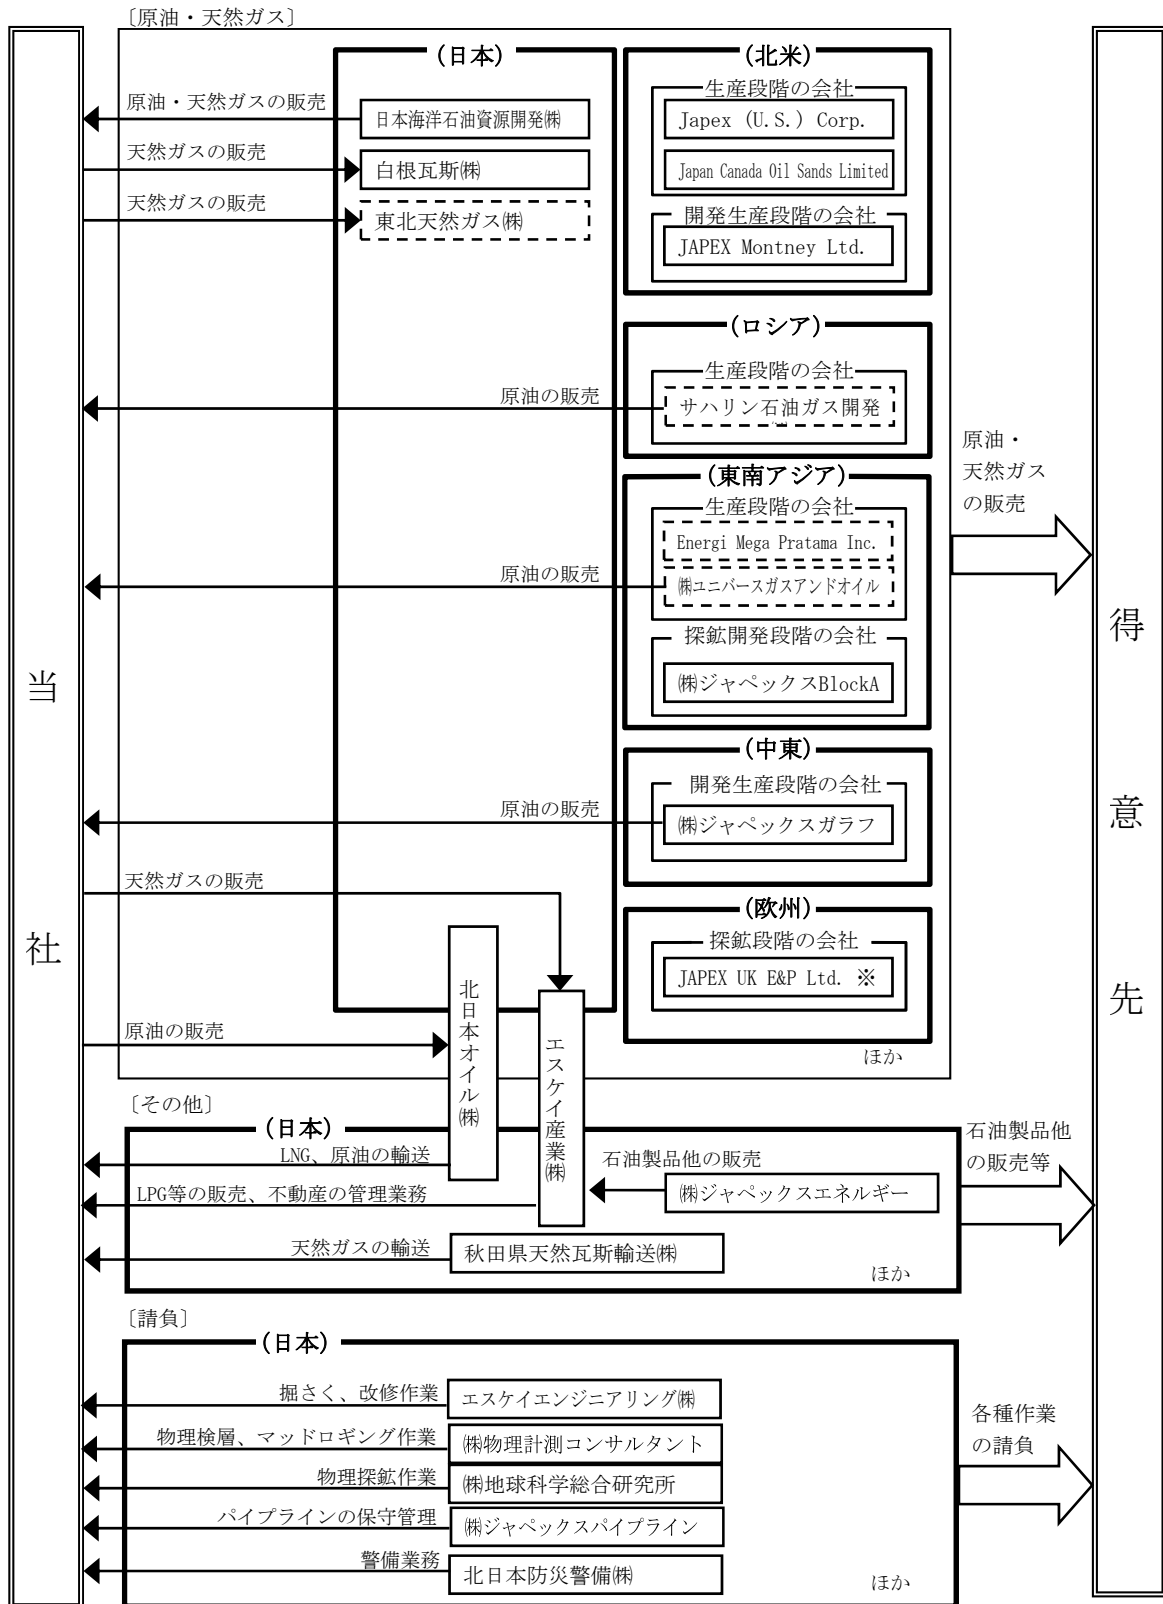 〔原油・天然ガス〕
（日本）
（北米）
生産段階の会社
原油・天然ガスの販売
日本海洋石油資源開発㈱
Japex (U.S.) Corp.
天然ガスの販売
白根瓦斯㈱
Japan Canada Oil Sands Limited
天然ガスの販売
東北天然ガス㈱
開発生産段階の会社
JAPEX Montney Ltd.
（ロシア）
生産段階の会社
原油の販売
サハリン石油ガス開発
原油・
天然ガス
の販売
（東南アジア）
生産段階の会社
Energi Mega Pratama Inc.
原油の販売
㈱ユニバースガスアンドオイル
探鉱開発段階の会社
㈱ジャペックスBlockA
（中東）
開発生産段階の会社
原油の販売
㈱ジャペックスガラフ
天然ガスの販売
（欧州）
探鉱段階の会社
JAPEX UK E&P Ltd. ※
原油の販売
北日本オイル㈱
エスケイ産業㈱
ほか
当社
得意先
〔その他〕
（日本）
LNG、原油の輸送
石油製品他の販売
石油製品他
の販売等
LPG等の販売、不動産の管理業務
㈱ジャペックスエネルギー
天然ガスの輸送
秋田県天然瓦斯輸送㈱
ほか
〔請負〕
（日本）
掘さく、改修作業
エスケイエンジニアリング㈱
各種作業
の請負
物理検層、マッドロギング作業
㈱物理計測コンサルタント
物理探鉱作業
㈱地球科学総合研究所
パイプラインの保守管理
㈱ジャペックスパイプライン
警備業務
北日本防災警備㈱
ほか